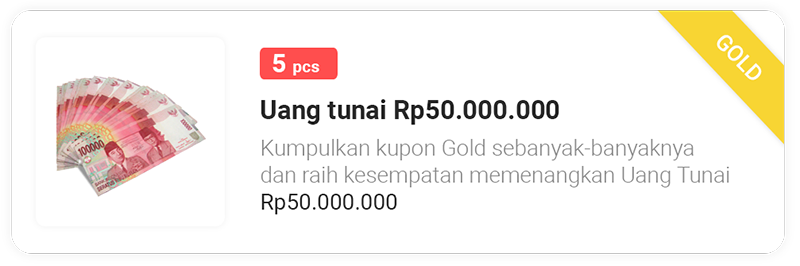 GOLD
5 pcs
Uang tunai Rp50.000.000
Kumpulkan kupon Gold sebanyak-banyaknya
dan raih kesempatan memenangkan Uang Tunai
Rp50.000.000
100000